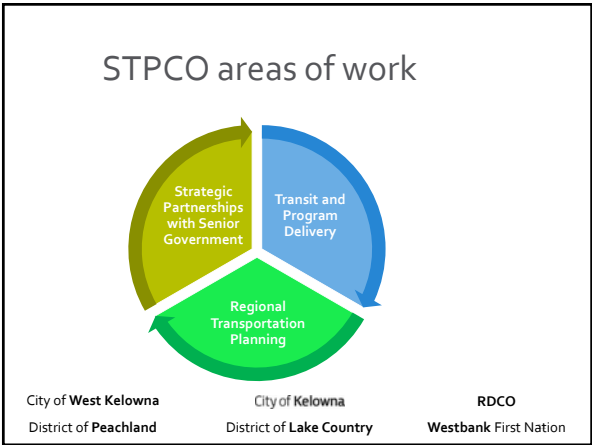 STPCO areas of work
Strategic
Partnerships
with Senior
Government
Transit and
Program
Delivery
Regional
Transportation
Planning
City of West Kelowna
City of Kelowna
RDCO
District of Peachland
District of Lake Country
Westbank First Nation